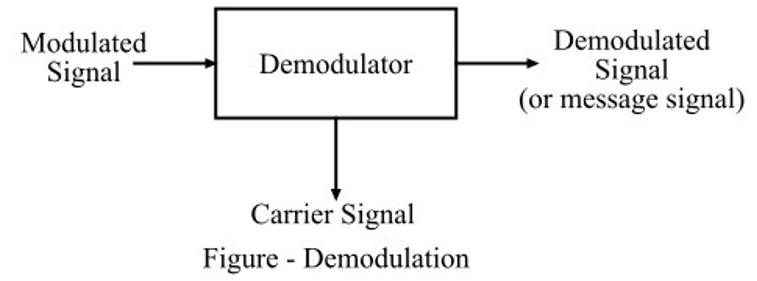 Modulated
Signal
Demodulator
Demodulated
Signal
(or message signal)
Carrier Signal
Figure - Demodulation